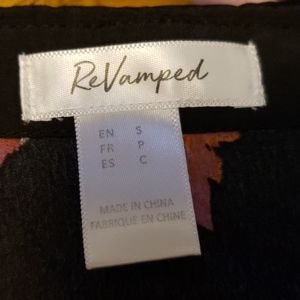 ReVamped
EN S
FR P
ES C
MADE IN CHINA
FABRIQUE EN CHINE